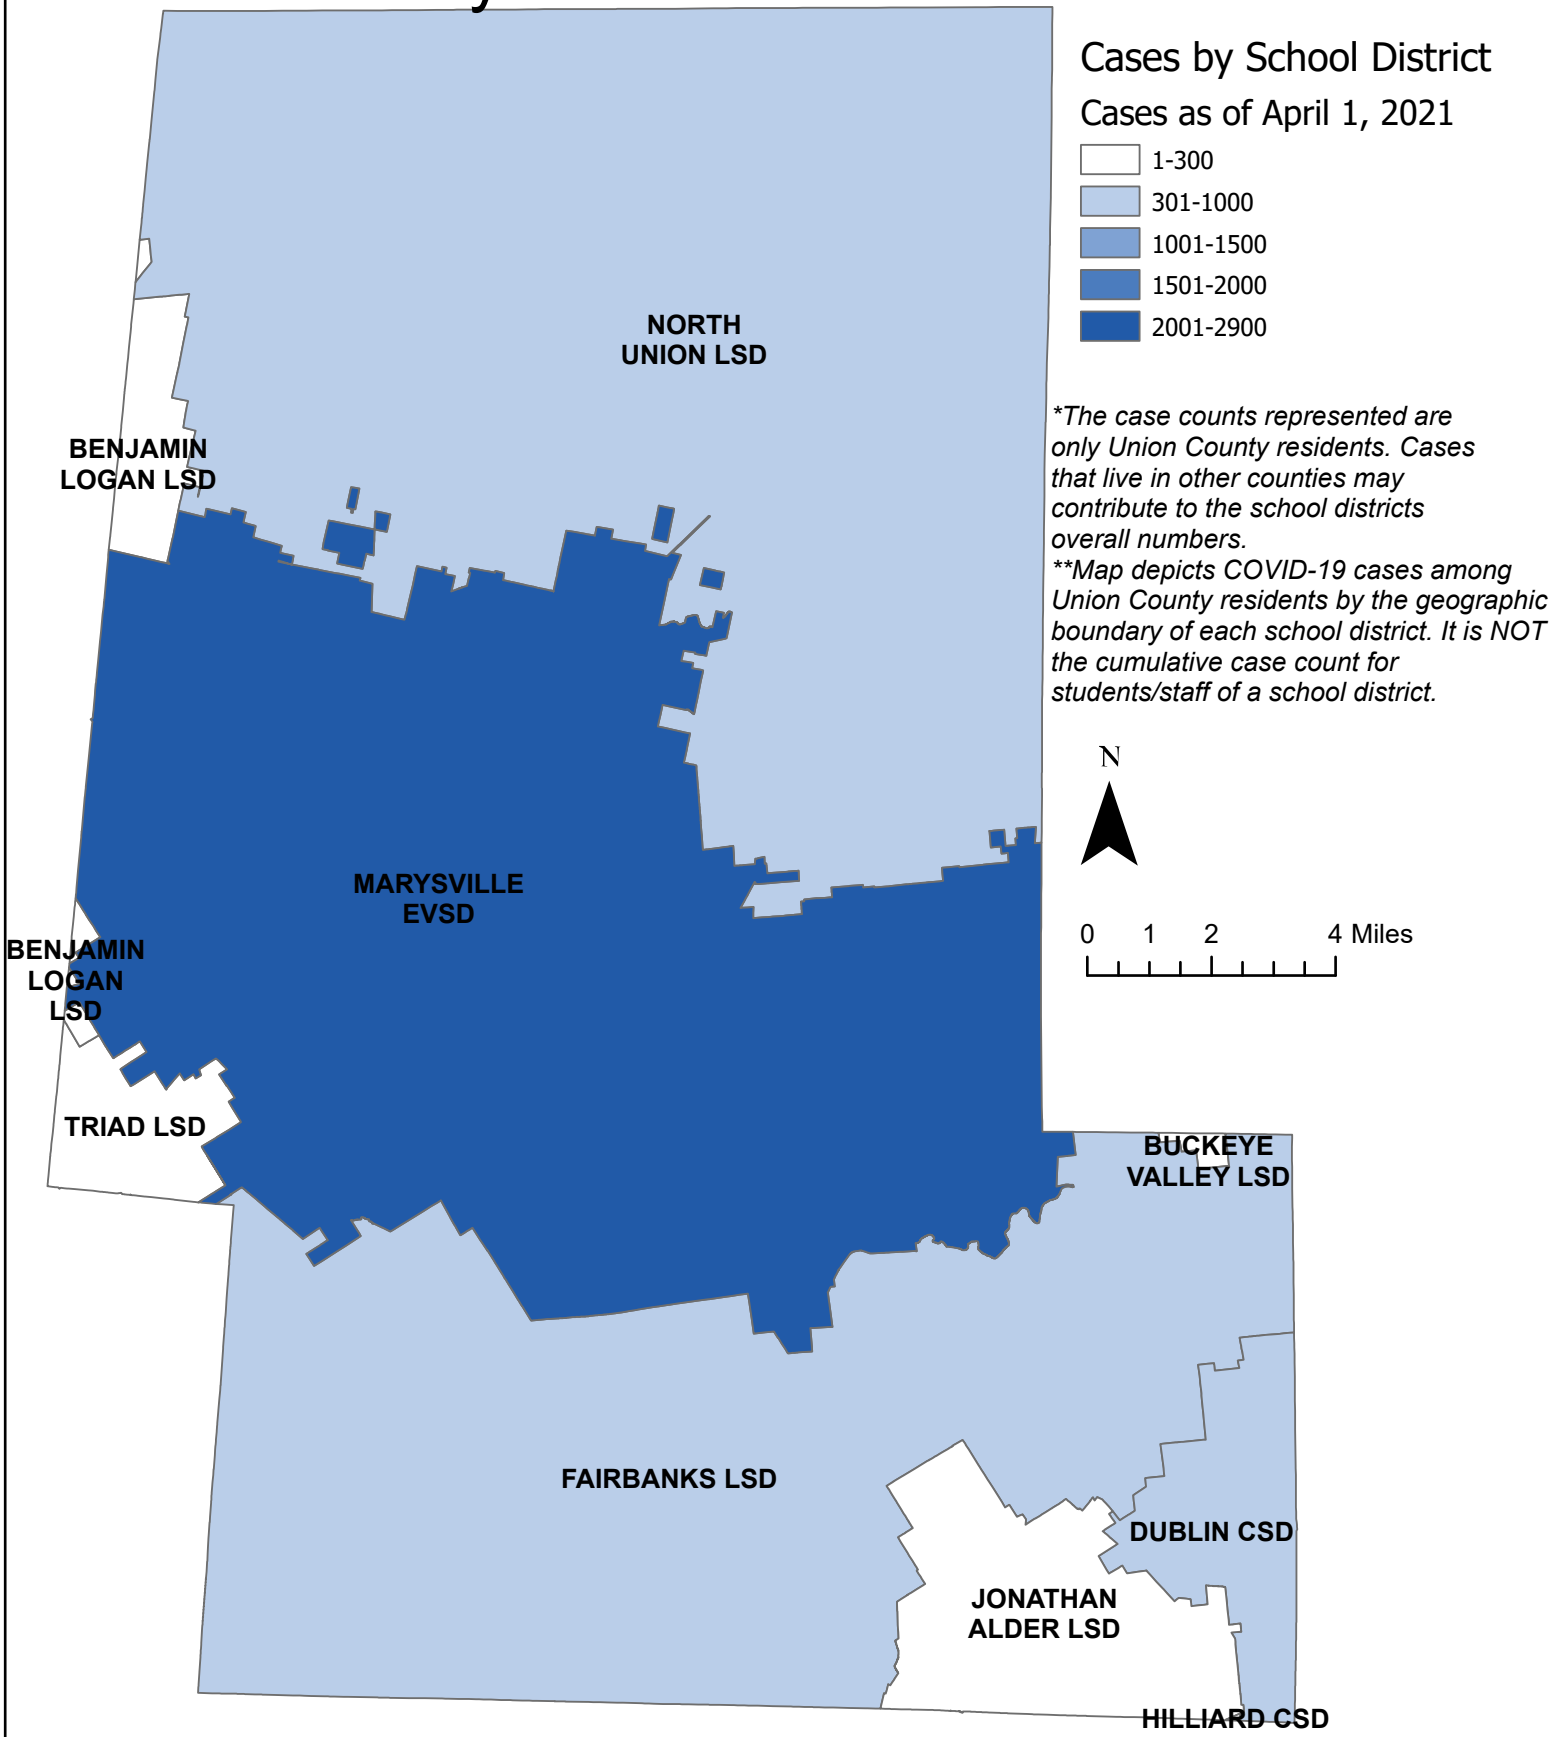 Cases by School District
Cases as of April 1, 2021
1-300
301-1000
1001-1500
1501-2000
2001-2900
*The case counts represented are
only Union County residents. Cases
that live in other counties may
contribute to the school districts
overall numbers.
**Map depicts COVID-19 cases among
Union County residents by the geographic
boundary of each school district. It is NOT
the cumulative case count for
students/staff of a school district.
N
0 1 2 4 Miles
NORTH
UNION LSD
BENJAMIN
LOGAN LSD
MARYSVILLE
EVSD
BENJAMIN
LOGAN
LSD
TRIAD LSD
BUCKEYE
VALLEY LSD
FAIRBANKS LSD
DUBLIN CSD
JONATHAN
ALDER LSD
HILLIARD CSD